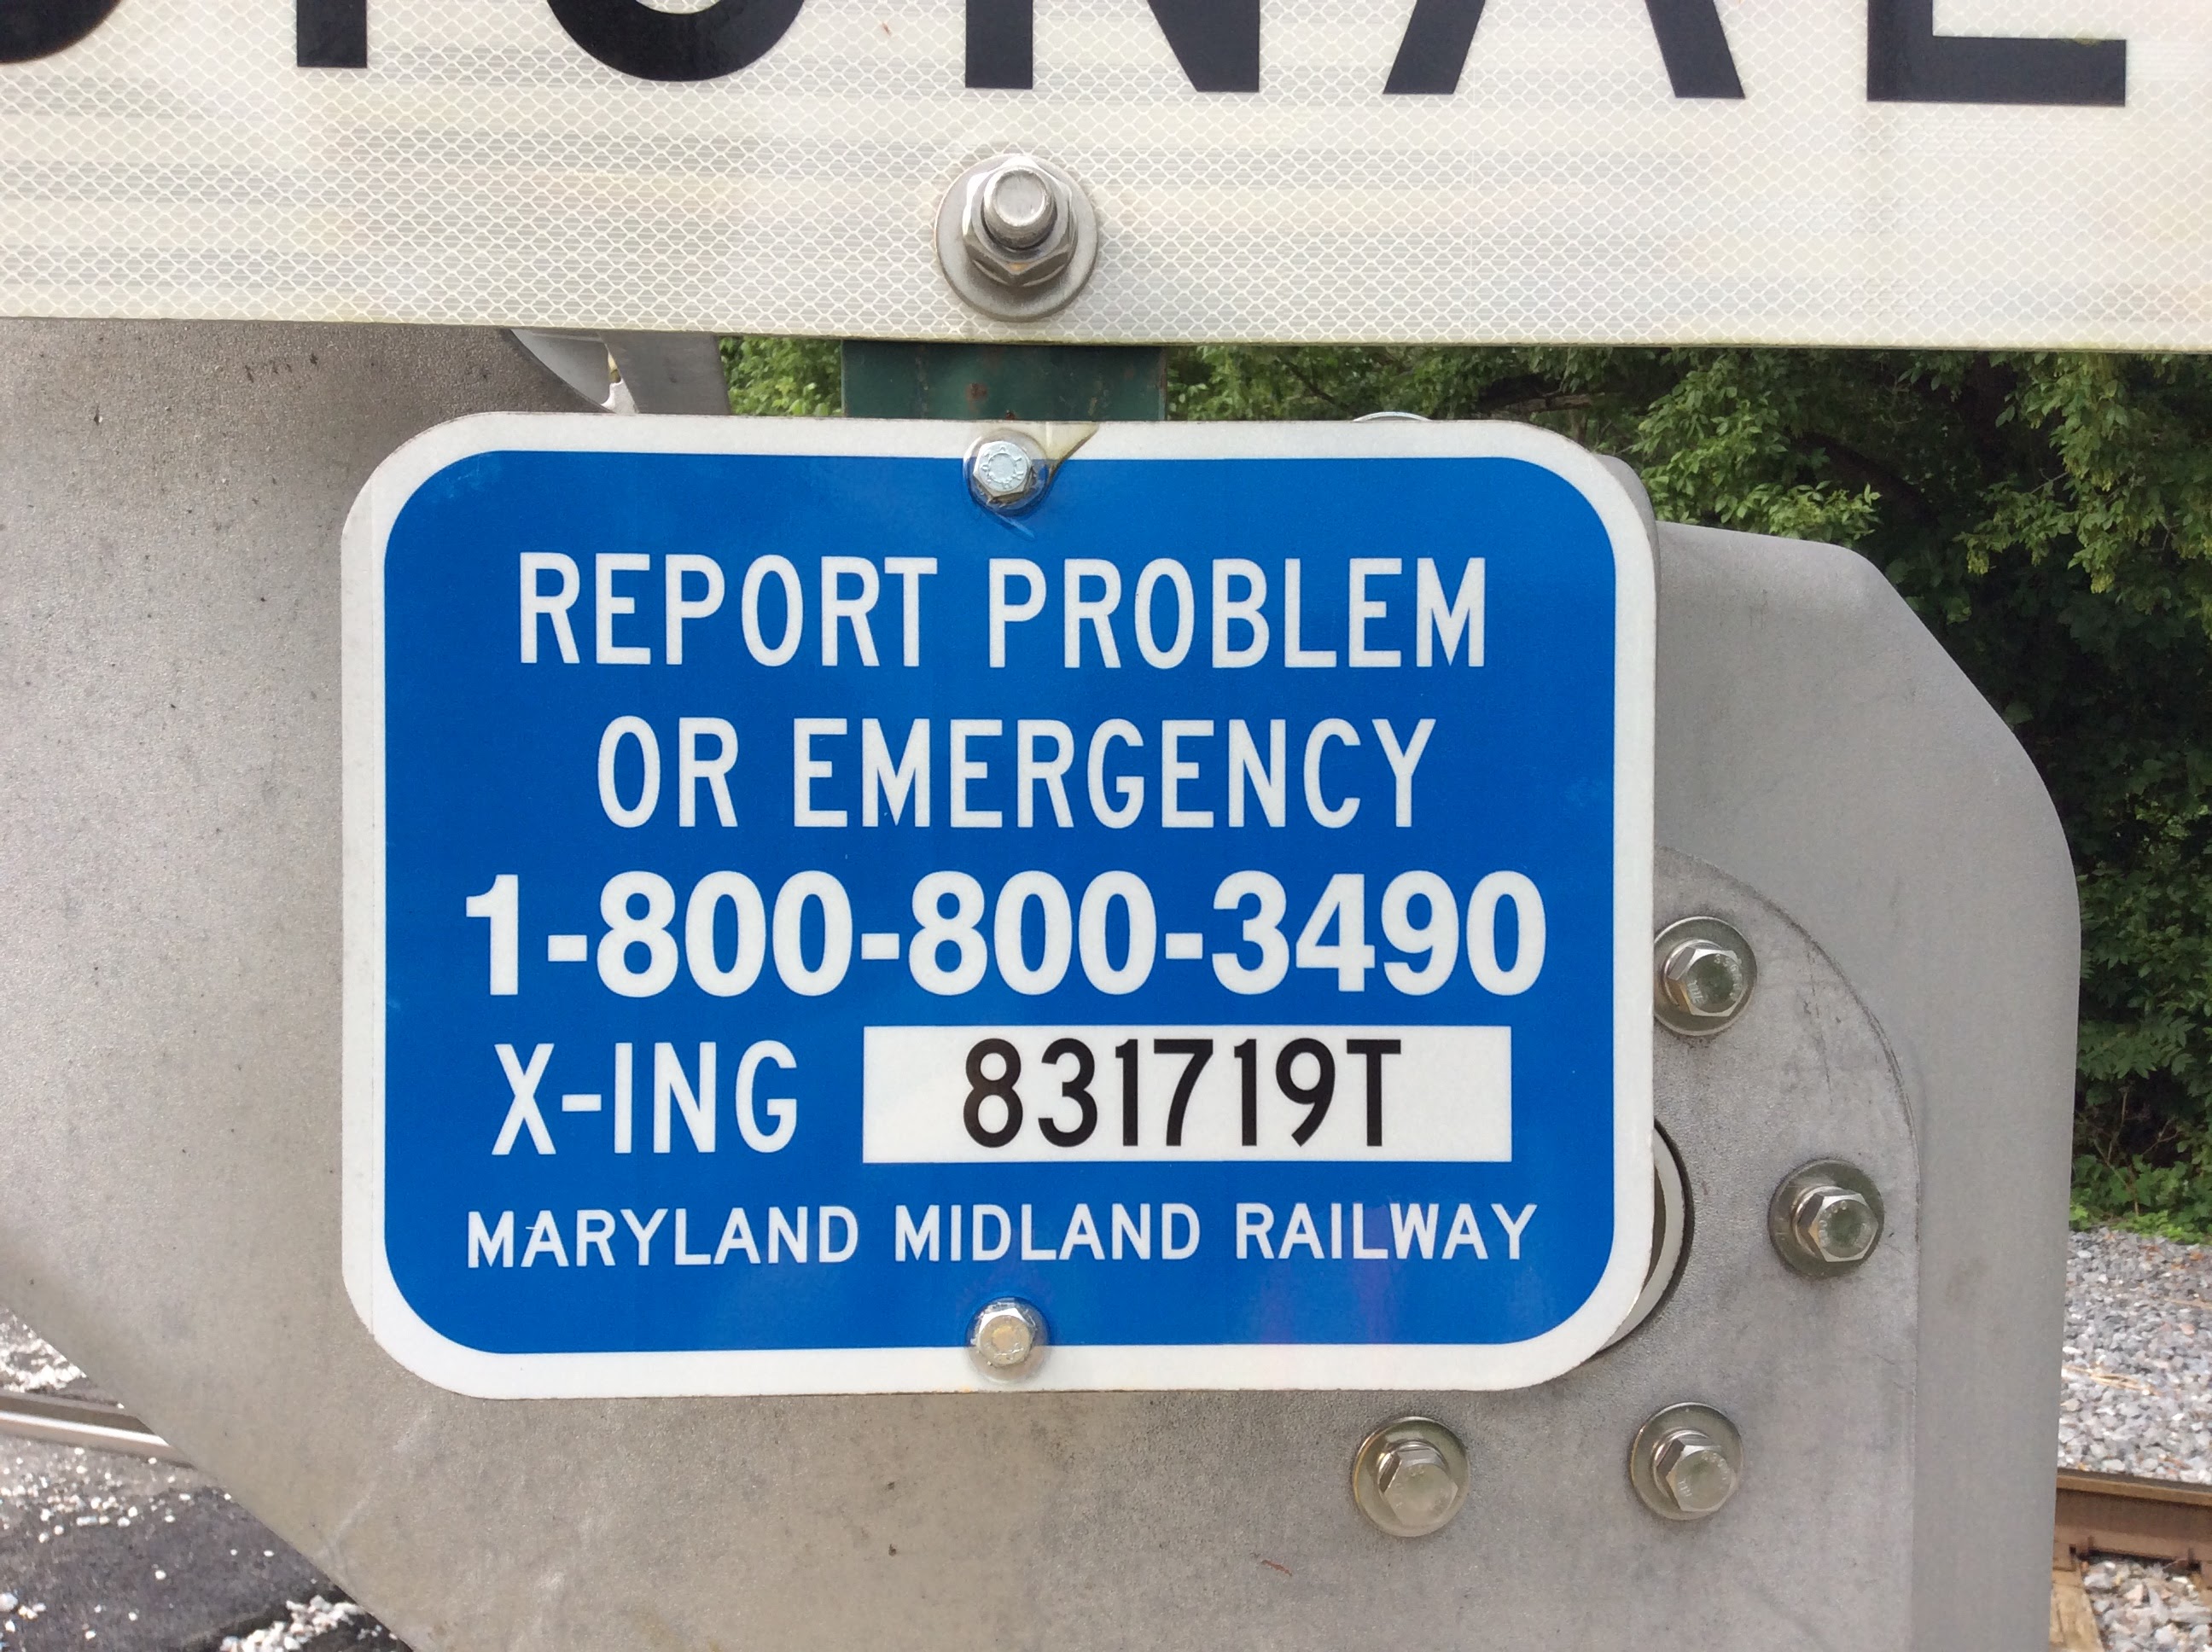 REPORT PROBLEM
OR EMERGENCY
1-800-800-3490
X-ING 831719T
MARYLAND MIDLAND RAILWAY